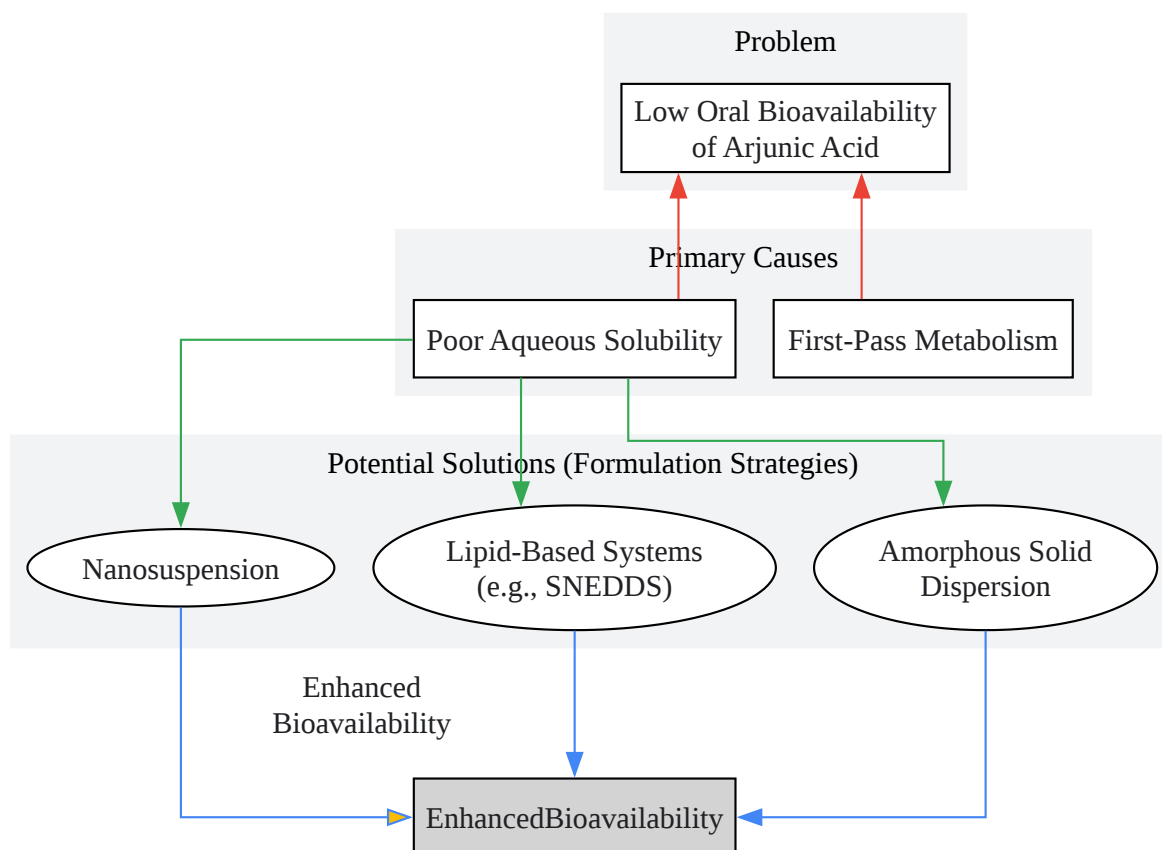 Problem
Low Oral Bioavailability
of Arjunic Acid
Primary Causes
Poor Aqueous Solubility
First-Pass Metabolism
Potential Solutions (Formulation Strategies)
Nanosuspension
Lipid-Based Systems
(e.g., SNEDDS)
Amorphous Solid
Dispersion
Enhanced
Bioavailability
EnhancedBioavailability